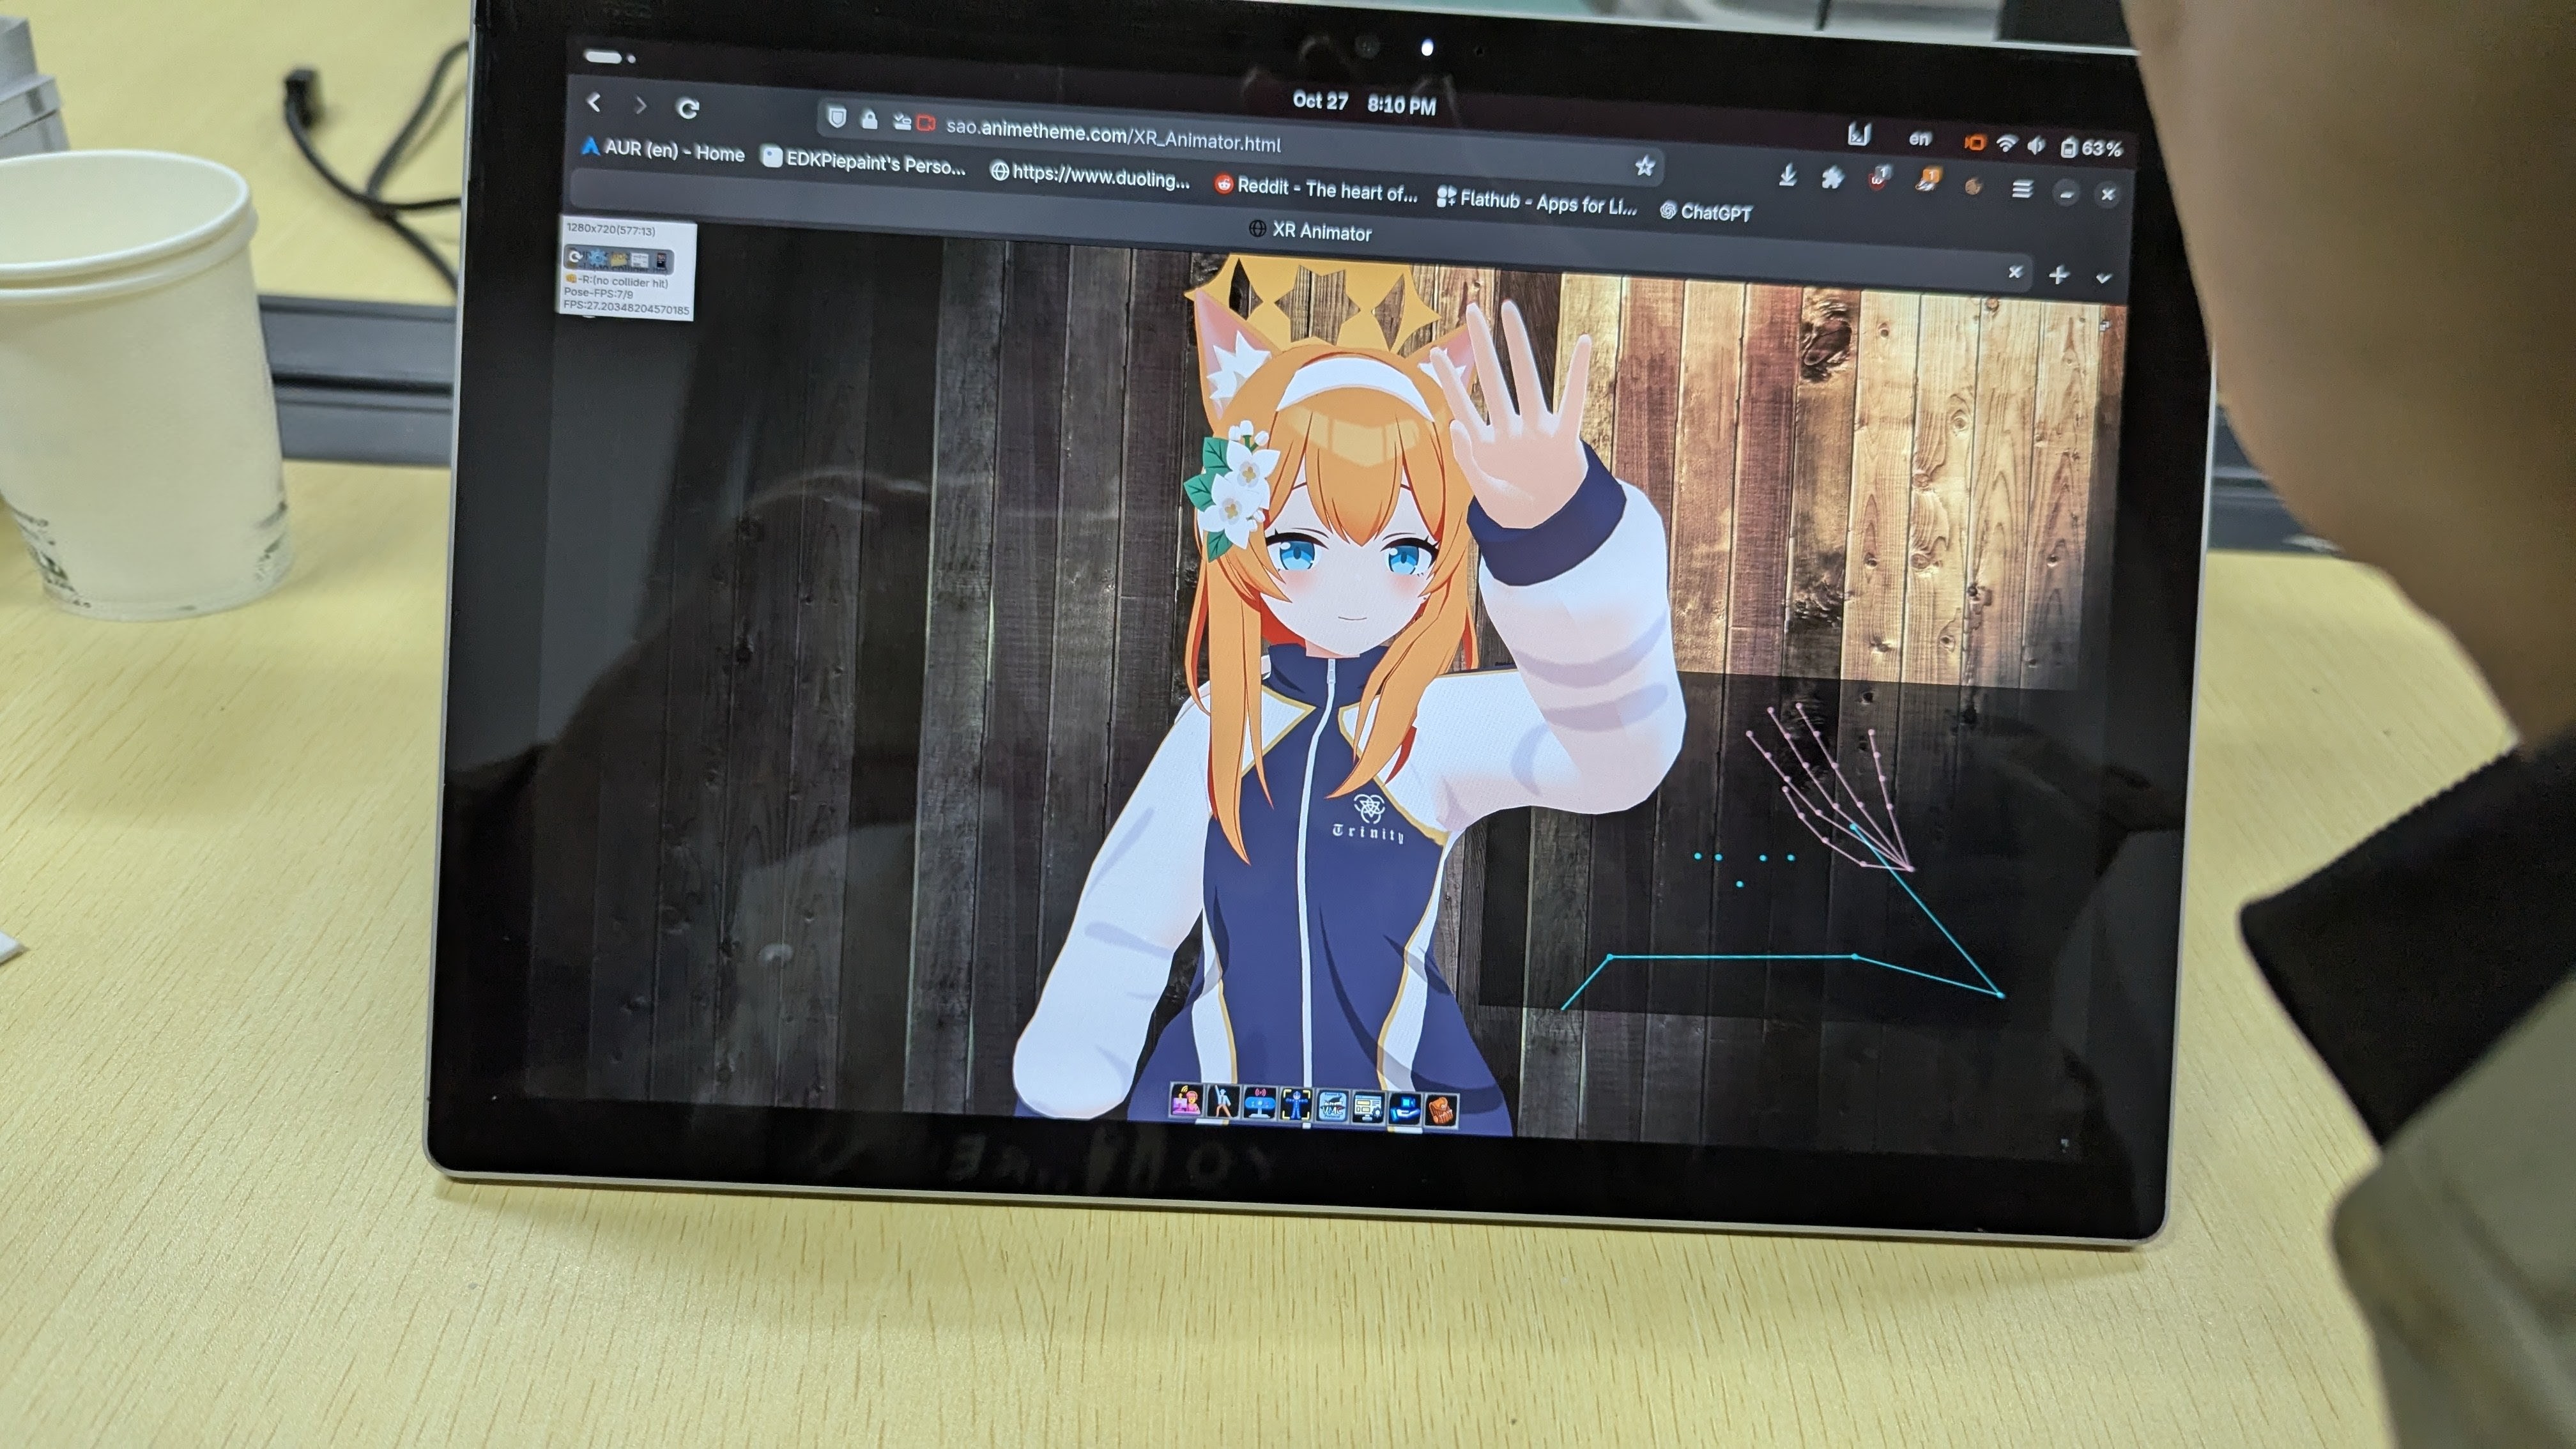 Oct 27 8:10 PM
en 63%
sao.animetheme.com/XR_Animator.html
AUR (en) - Home EDKPiepaint's Perso... https://www.duoling... Reddit - The heart of... Flathub - Apps for Li... ChatGPT
XR Animator
1280x720(577:13)
-R:(no collider hit)
Pose-FPS:7/9
FPS:27.20348204570185
Trinity